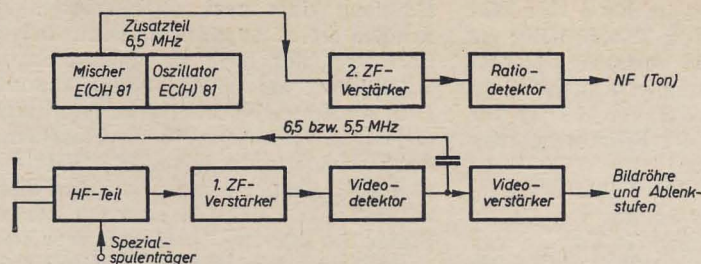 Zusatzteil
6,5 MHz
Mischer
E(C)H 81
Oszillator
EC(H) 81
2. ZF-
Verstärker
Ratio-
detektor
NF (Ton)
6,5 bzw. 5,5 MHz
HF-Teil
1. ZF-
Verstärker
Video-
detektor
Video-
verstärker
Bildröhre
und Ablenk-
stufen
Spezial-
spulenträger